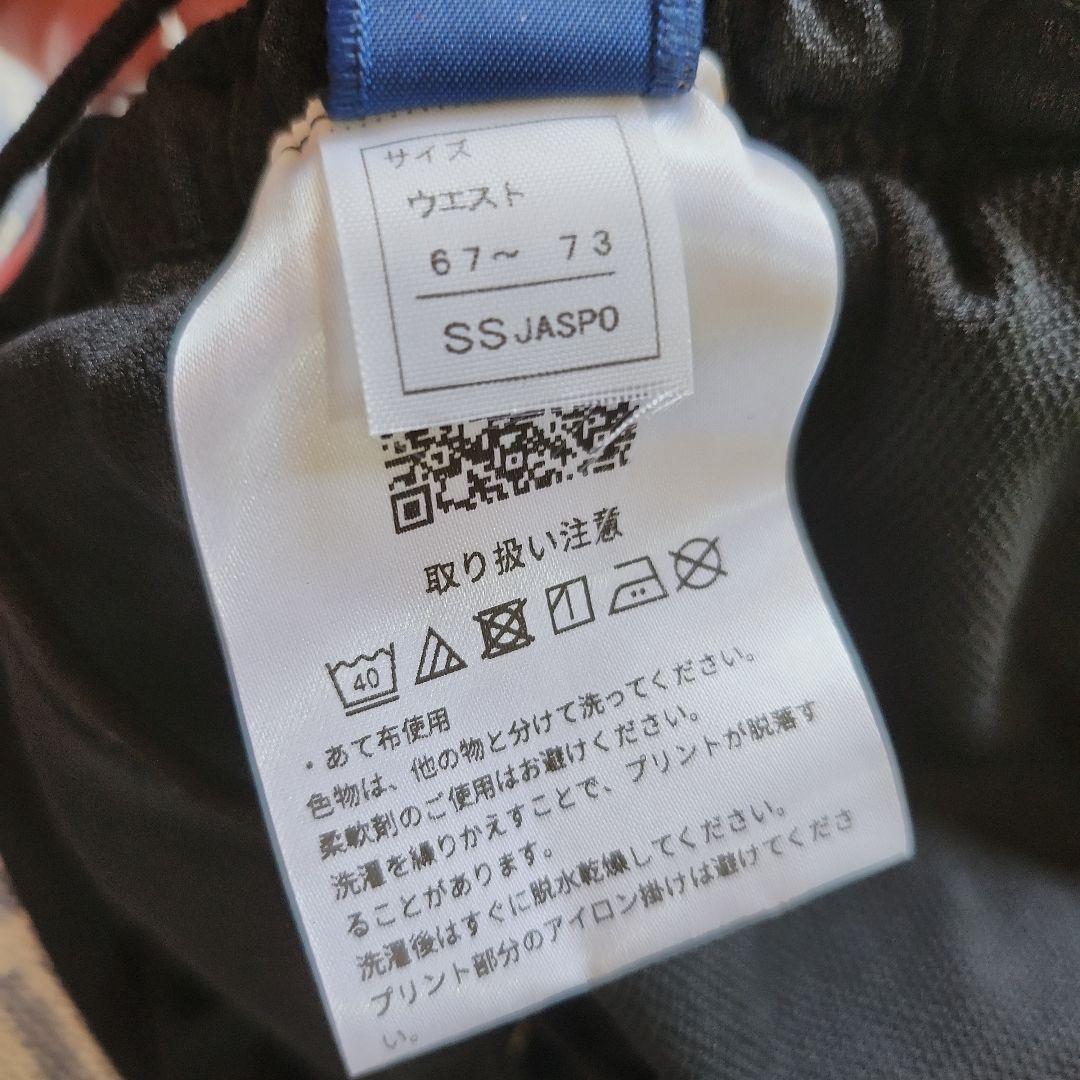 サイズ
ウエスト
67～ 73
SSJASPO
取り扱い注意
40
・あて布使用
色物は、他の物と分けて洗ってください。
柔軟剤のご使用はお避けください。
洗濯を繰りかえすことで、プリントが脱落す
ることがあります。
洗濯後はすぐに脱水乾燥してください。
プリント部分のアイロン掛けは避けてくださ
い。